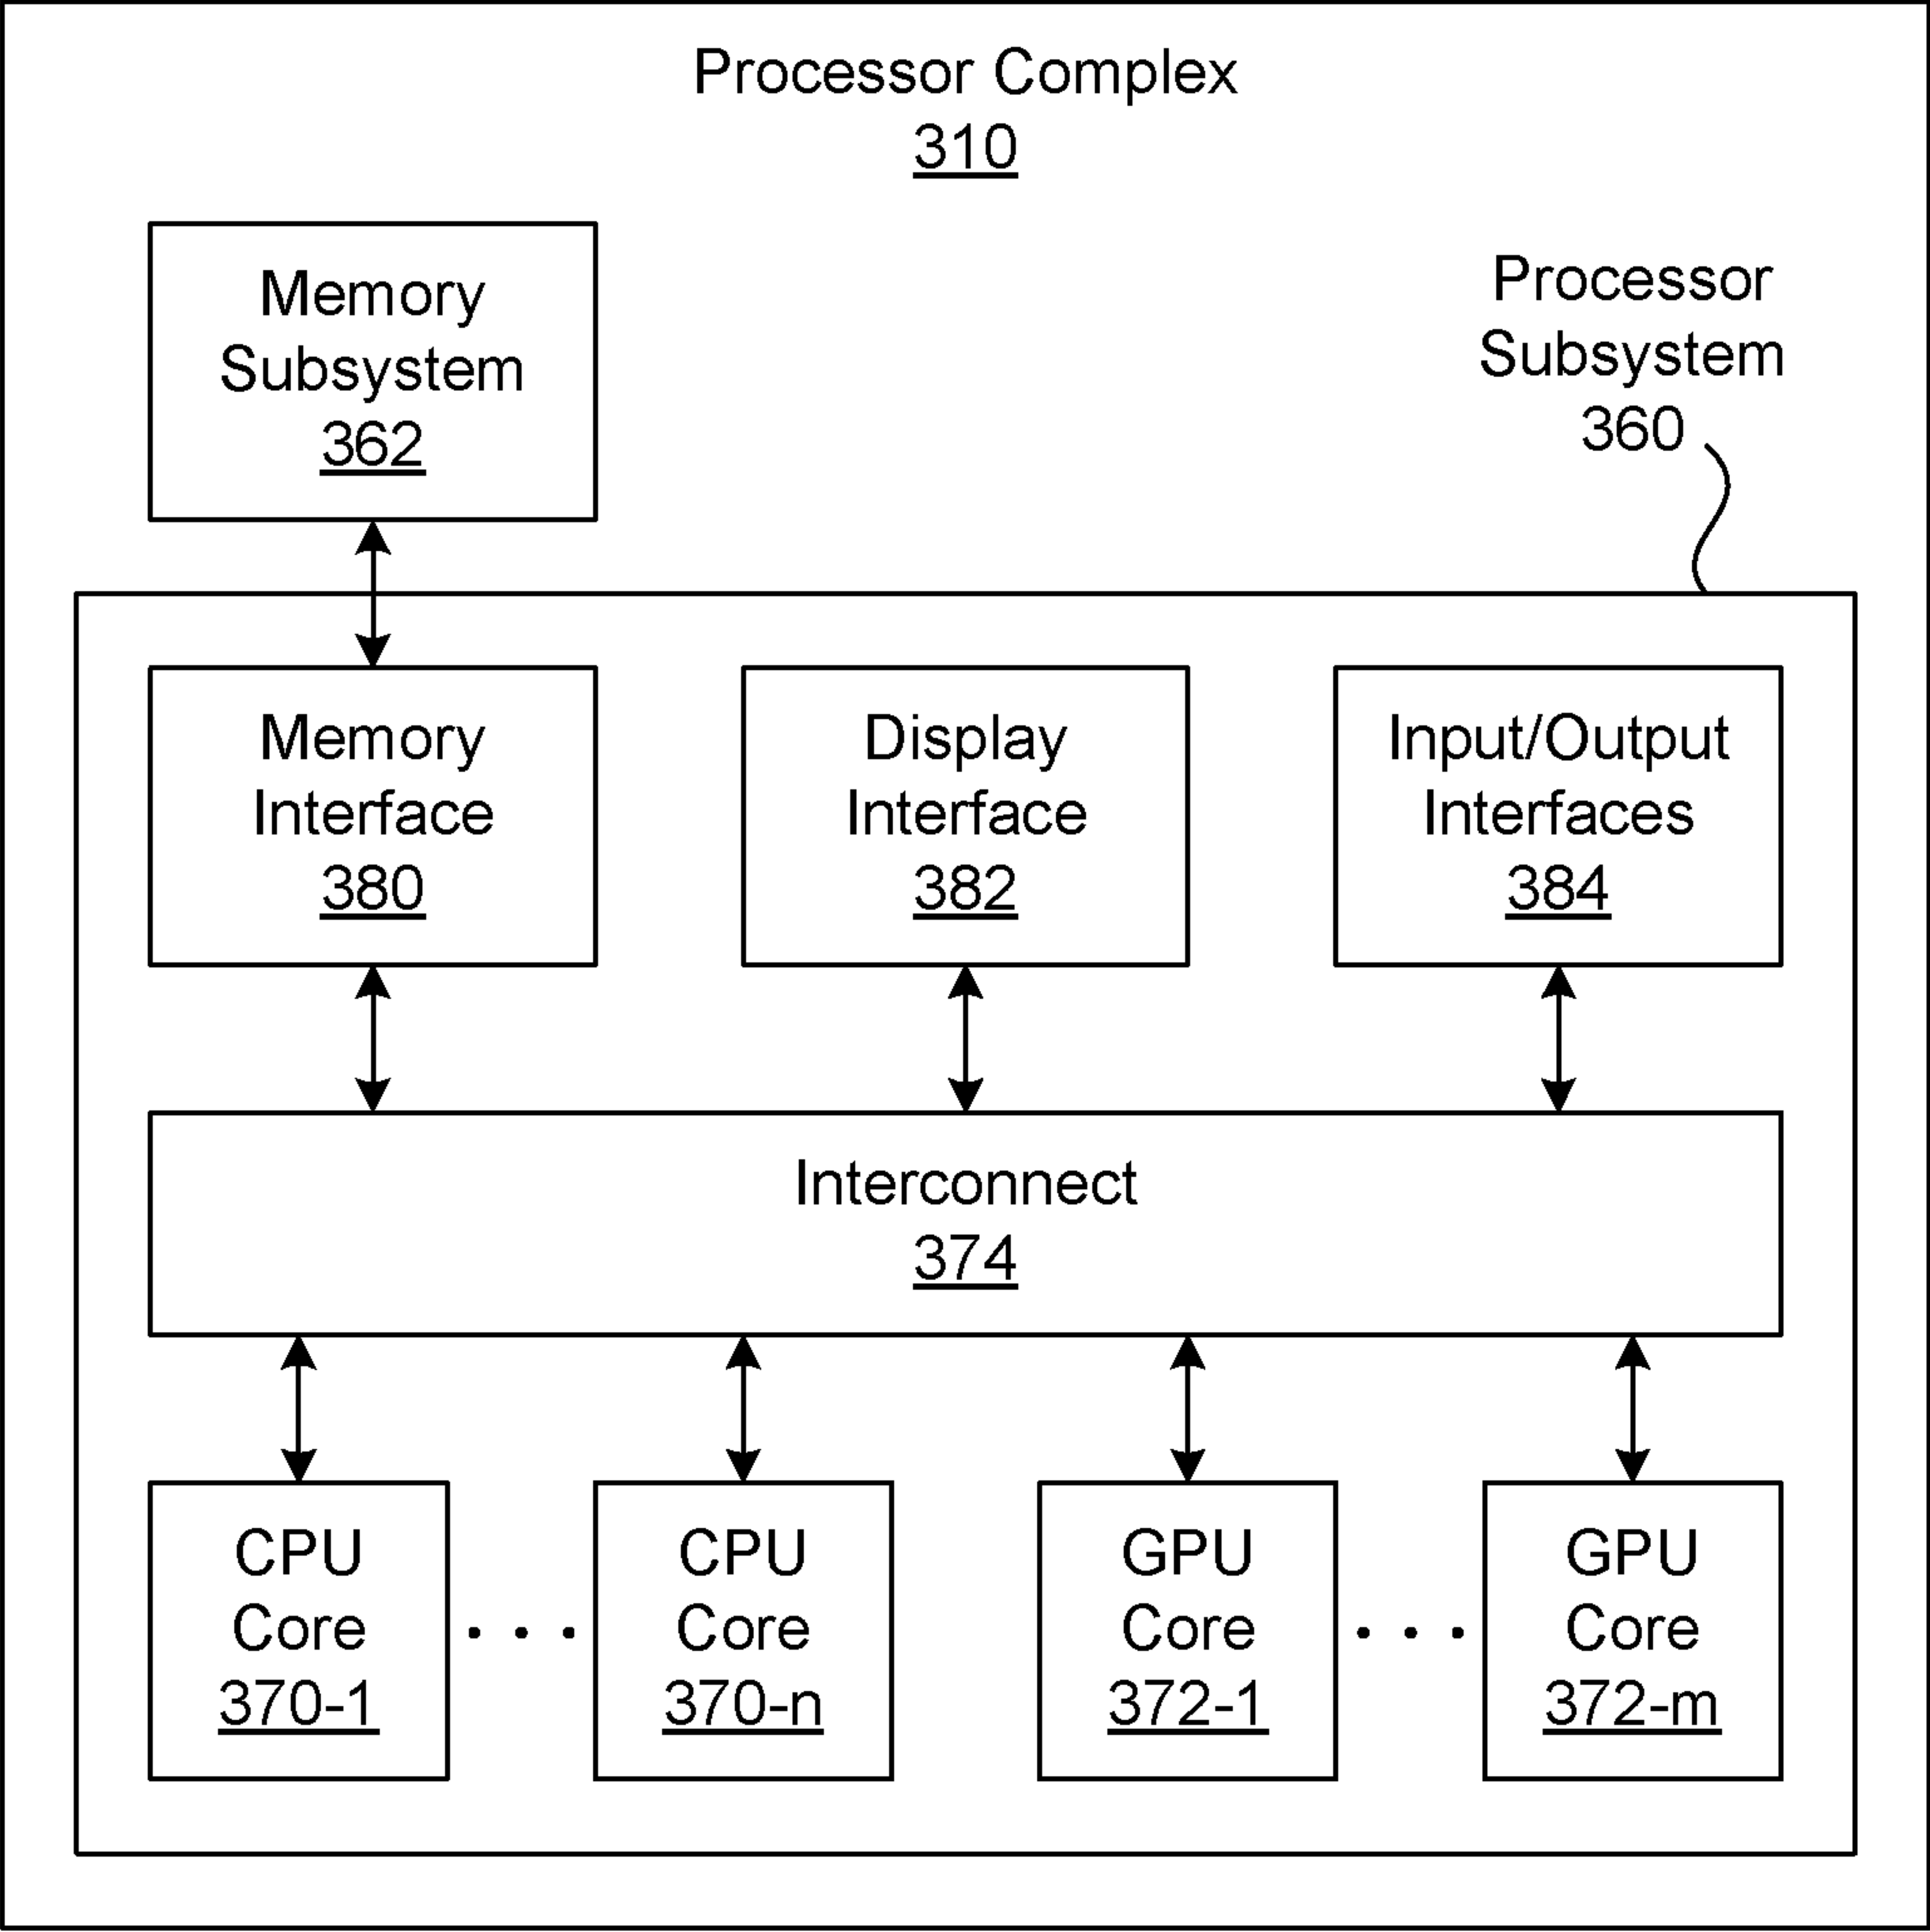 Processor Complex
310
Memory
Subsystem
362
Processor
Subsystem
360
Memory
Interface
380
Display
Interface
382
Input/Output
Interfaces
384
Interconnect
374
CPU
Core
370-1
. . .
CPU
Core
370-n
GPU
Core
372-1
. . .
GPU
Core
372-m